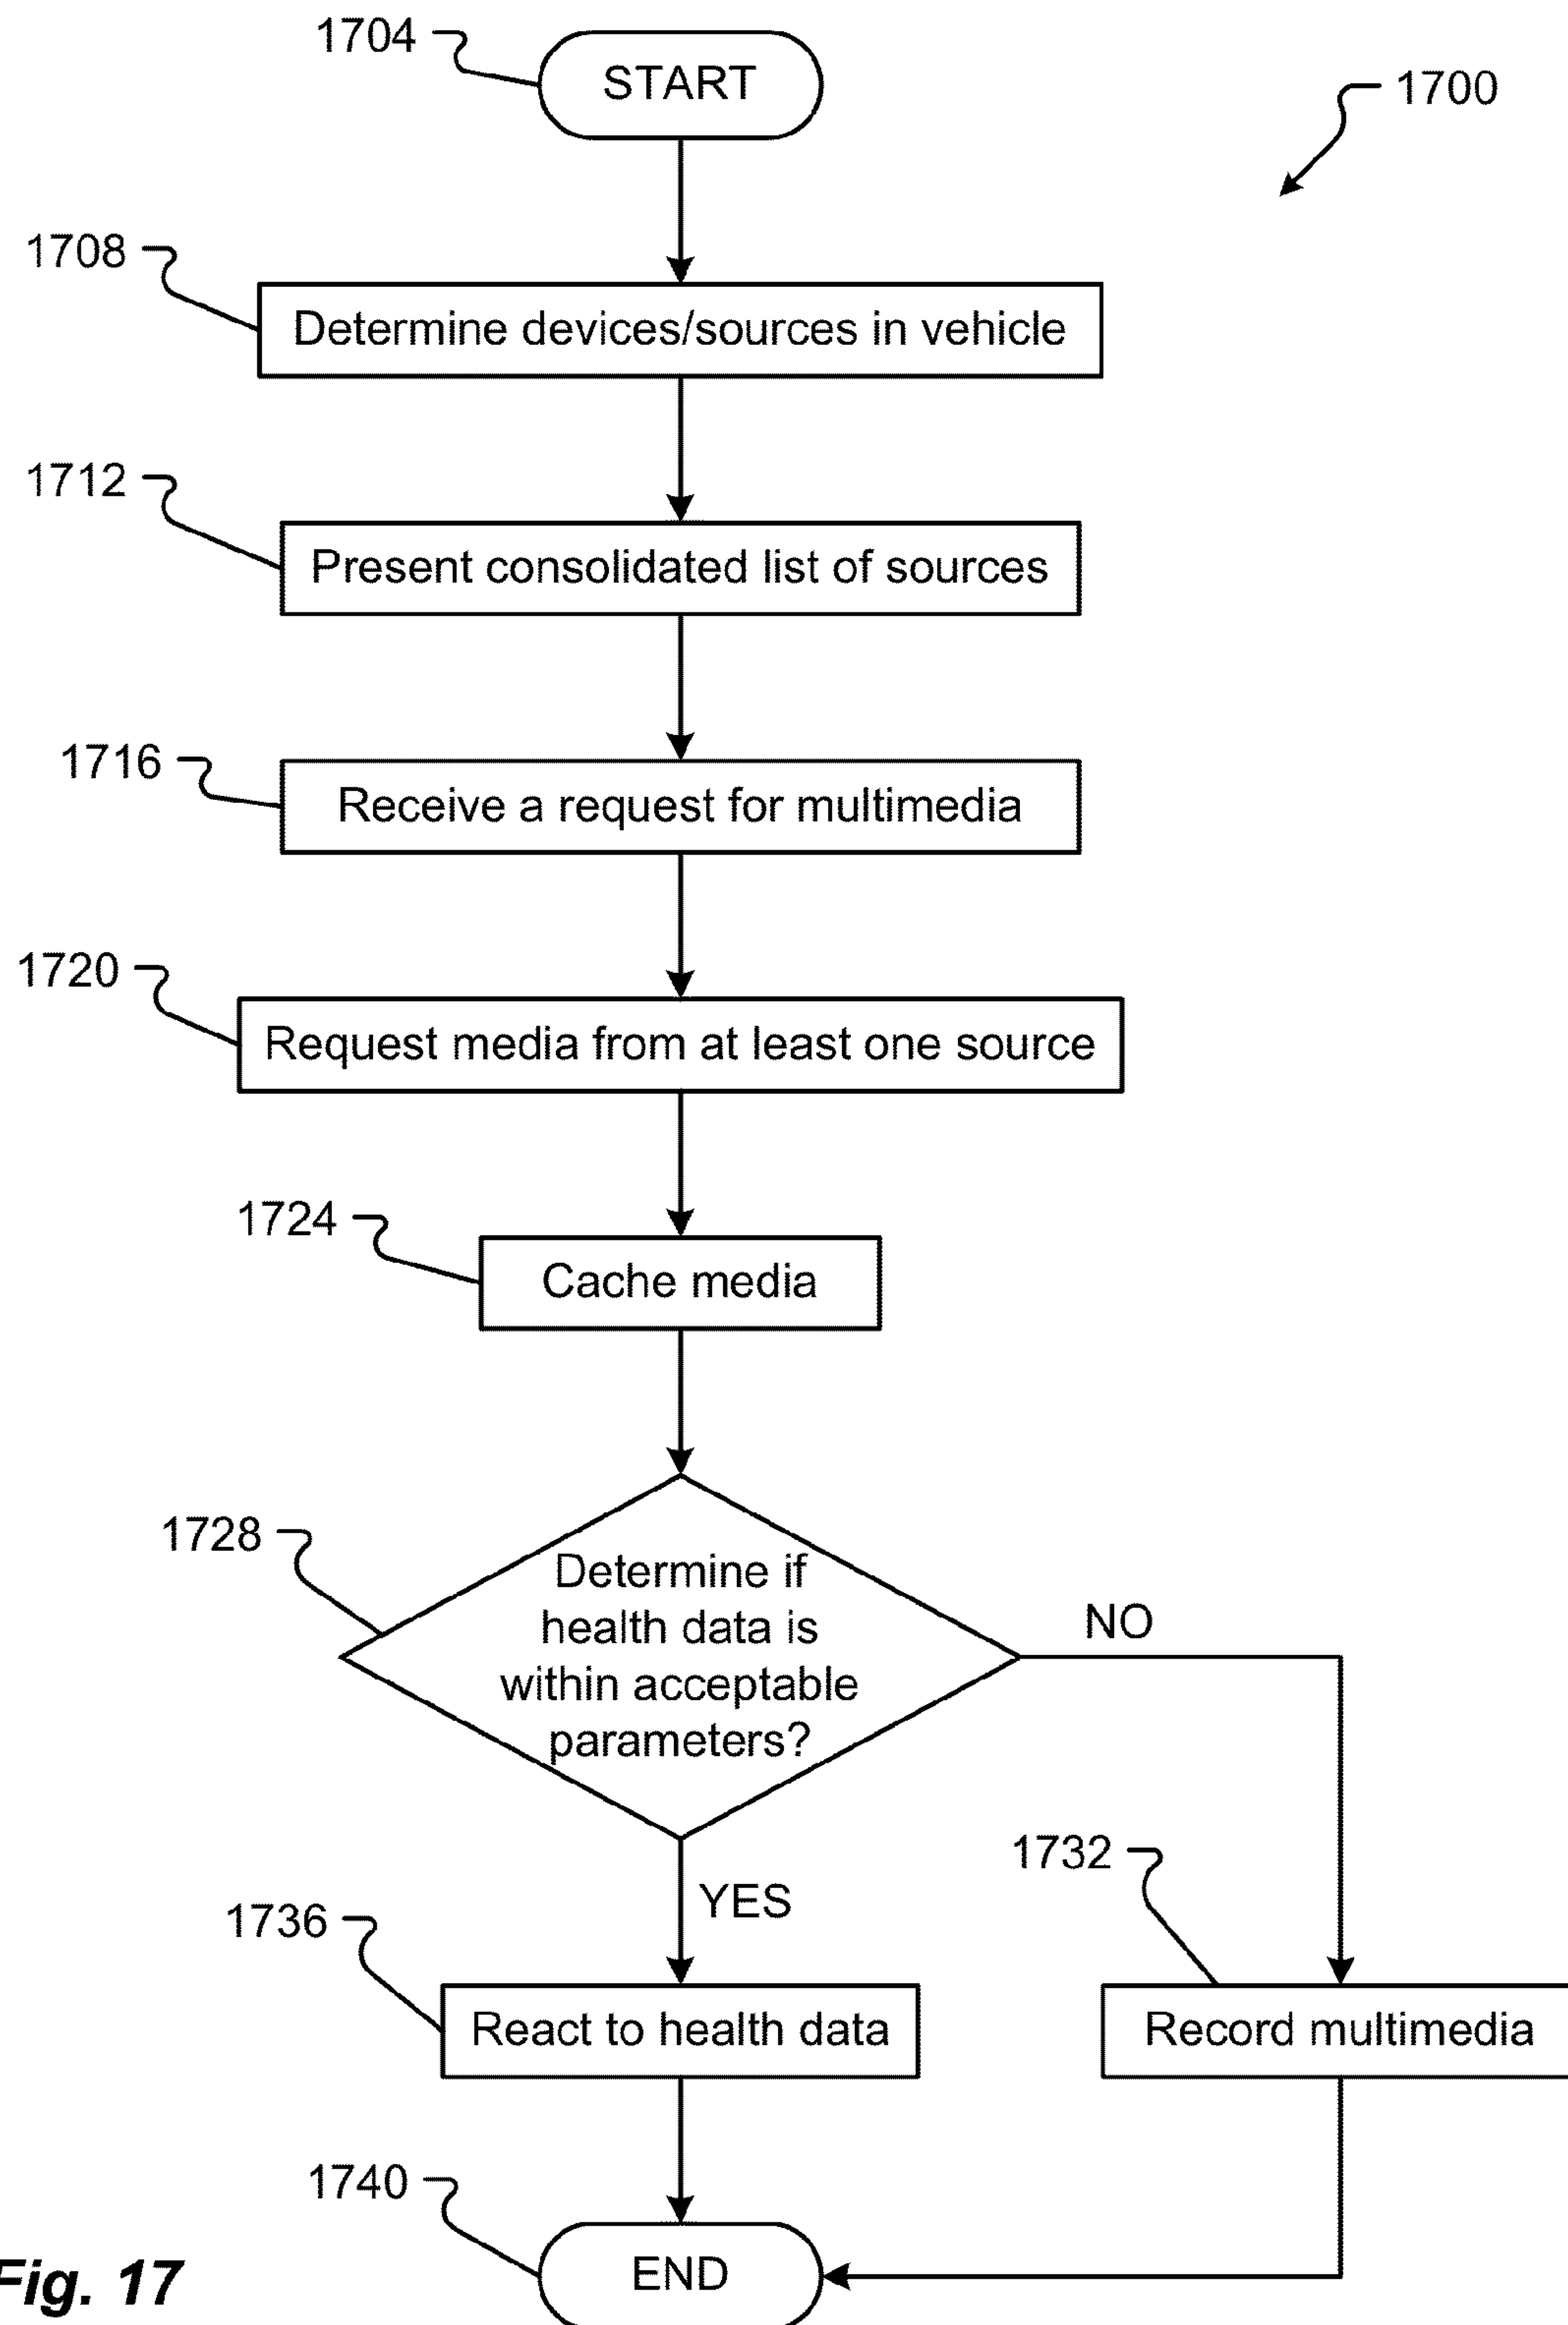 1704
START
1700
1708
Determine devices/sources in vehicle
1712
Present consolidated list of sources
1716
Receive a request for multimedia
1720
Request media from at least one source
1724
Cache media
1728
Determine if
health data is
within acceptable
parameters?
NO
YES
1732
1736
React to health data
Record multimedia
1740
END
Fig. 17